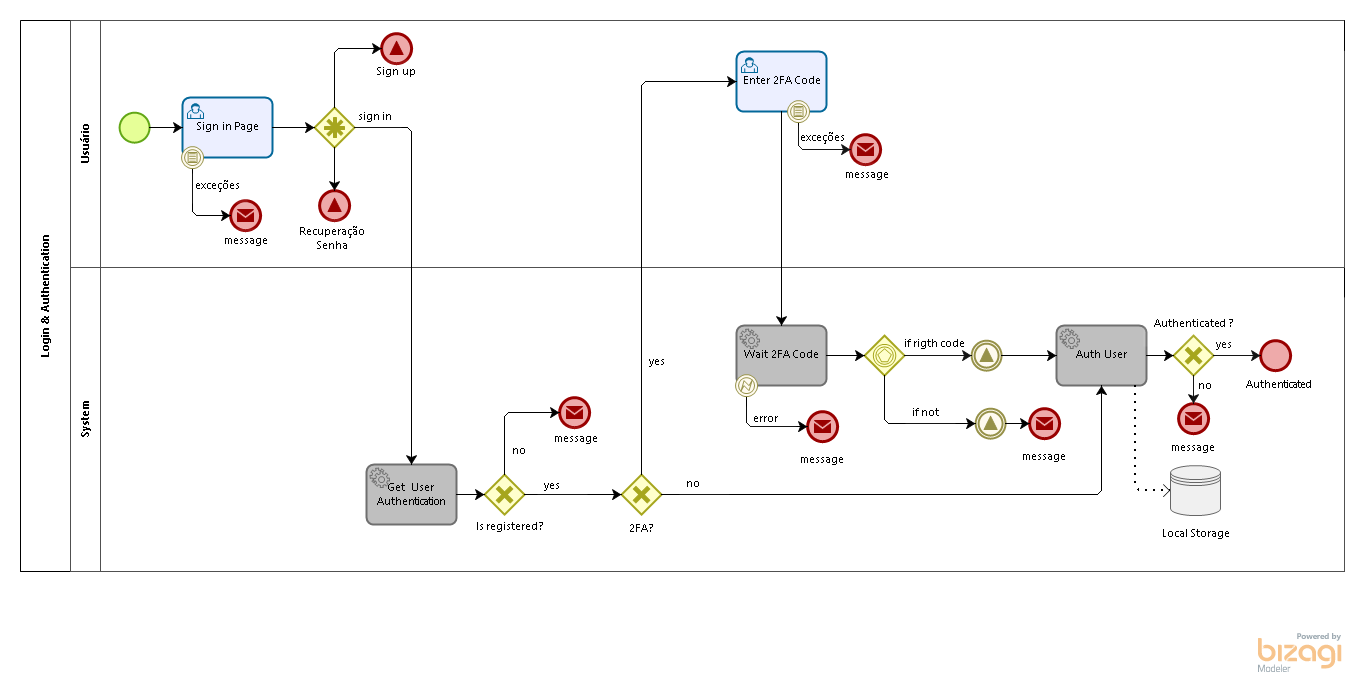 Login & Authentication
Usuário
Sign in Page
exceções
message
Sign up
sign in
Recuperação
Senha
Enter 2FA Code
exceções
message
System
Get User
Authentication
Is registered?
no
message
yes
2FA?
yes
no
Wait 2FA Code
error
message
if rigth code
if not
message
Auth User
Authenticated ?
yes
Authenticated
no
message
Local Storage
Powered by
bizagi
Modeler